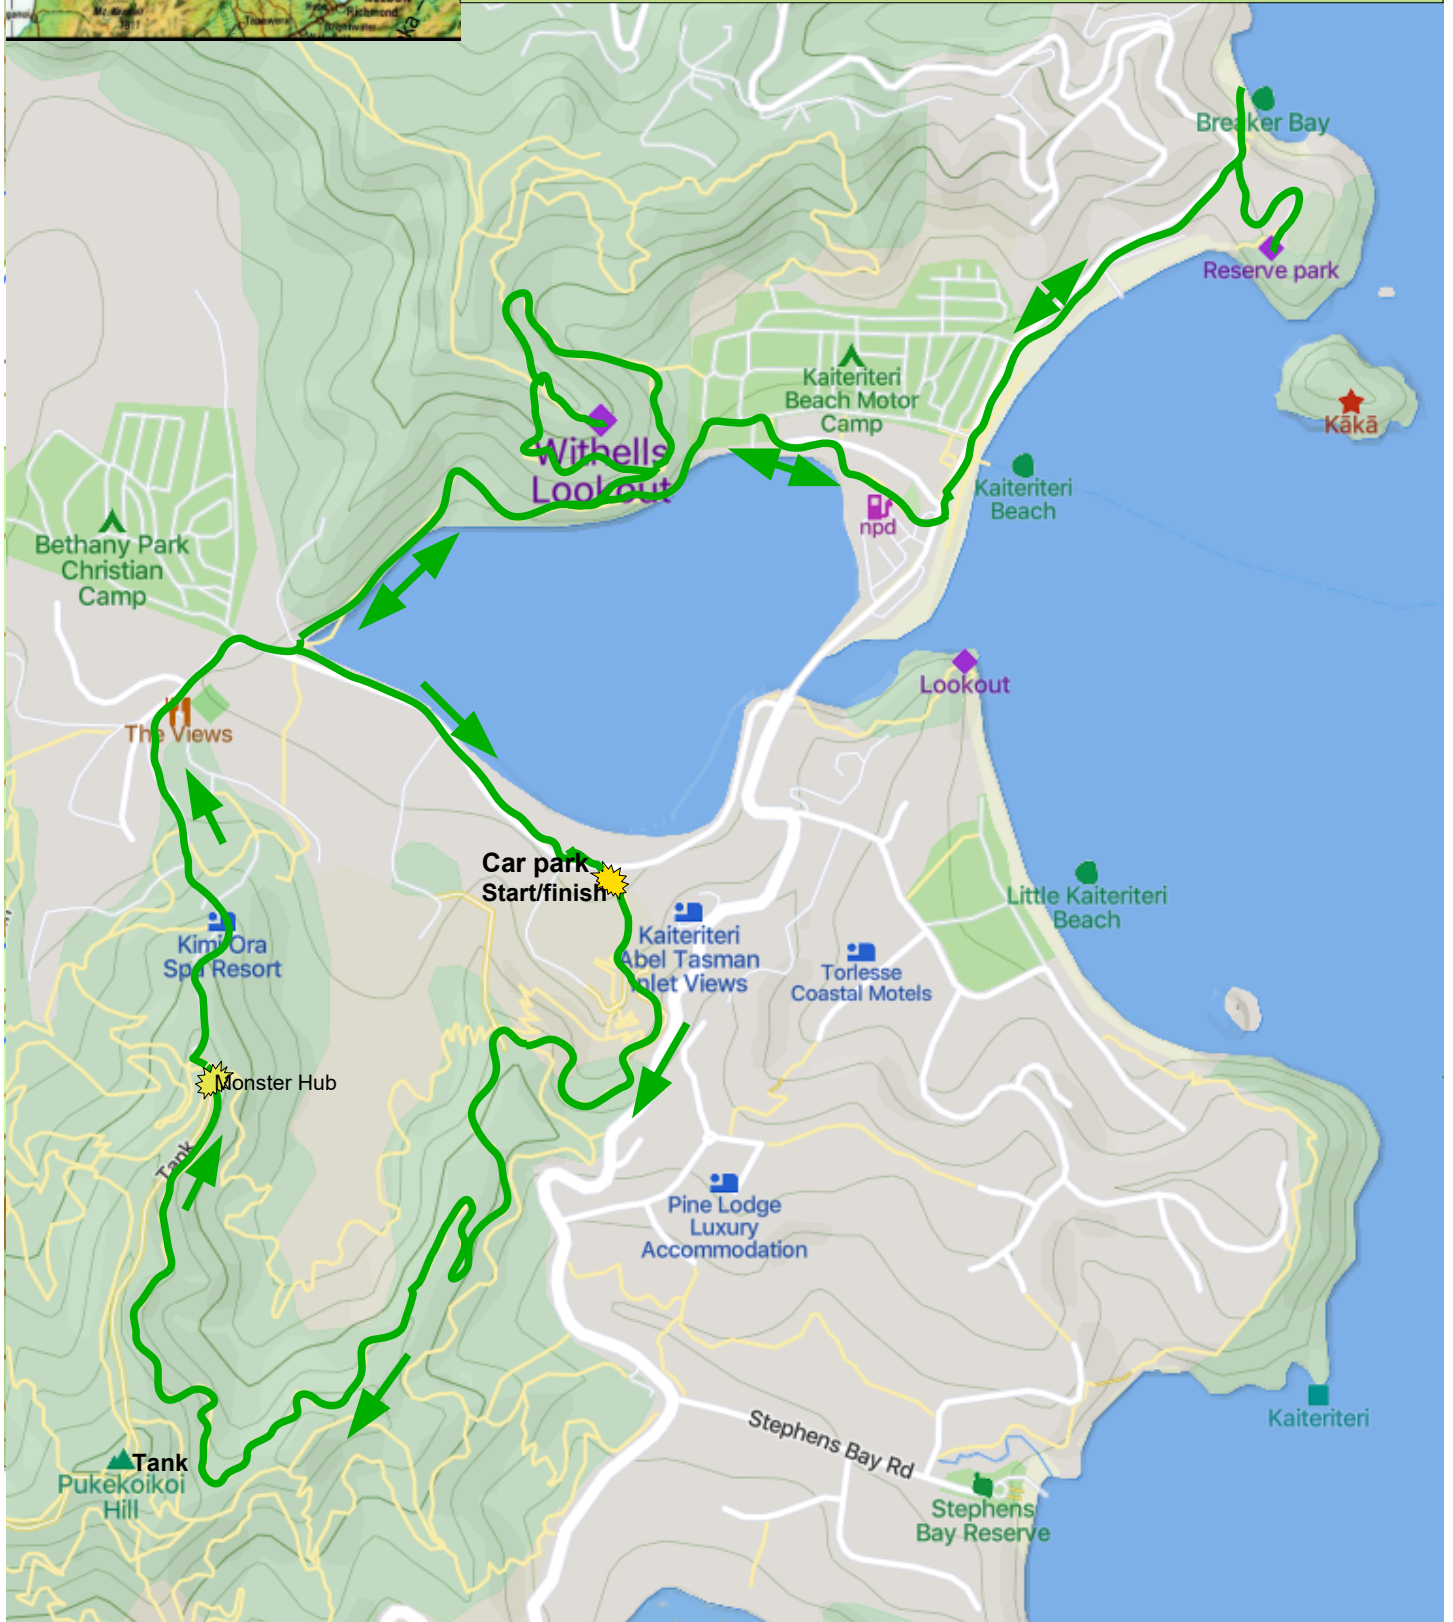 Richmond
Brightwater
Breaker Bay
Reserve park
Kaiteriteri
Beach Motor
Camp
Kākā
Withells
Lookout
Kaiteriteri
Beach
npd
Bethany Park
Christian
Camp
Lookout
The Views
Car park
Start/finish
Little Kaiteriteri
Beach
Kimi Ora
Spa Resort
Kaiteriteri
Abel Tasman
Inlet Views
Torlesse
Coastal Motels
Monster Hub
Tank
Pine Lodge
Luxury
Accommodation
Kaiteriteri
Stephens Bay Rd
Tank
Pukekoikoi
Hill
Stephens
Bay Reserve